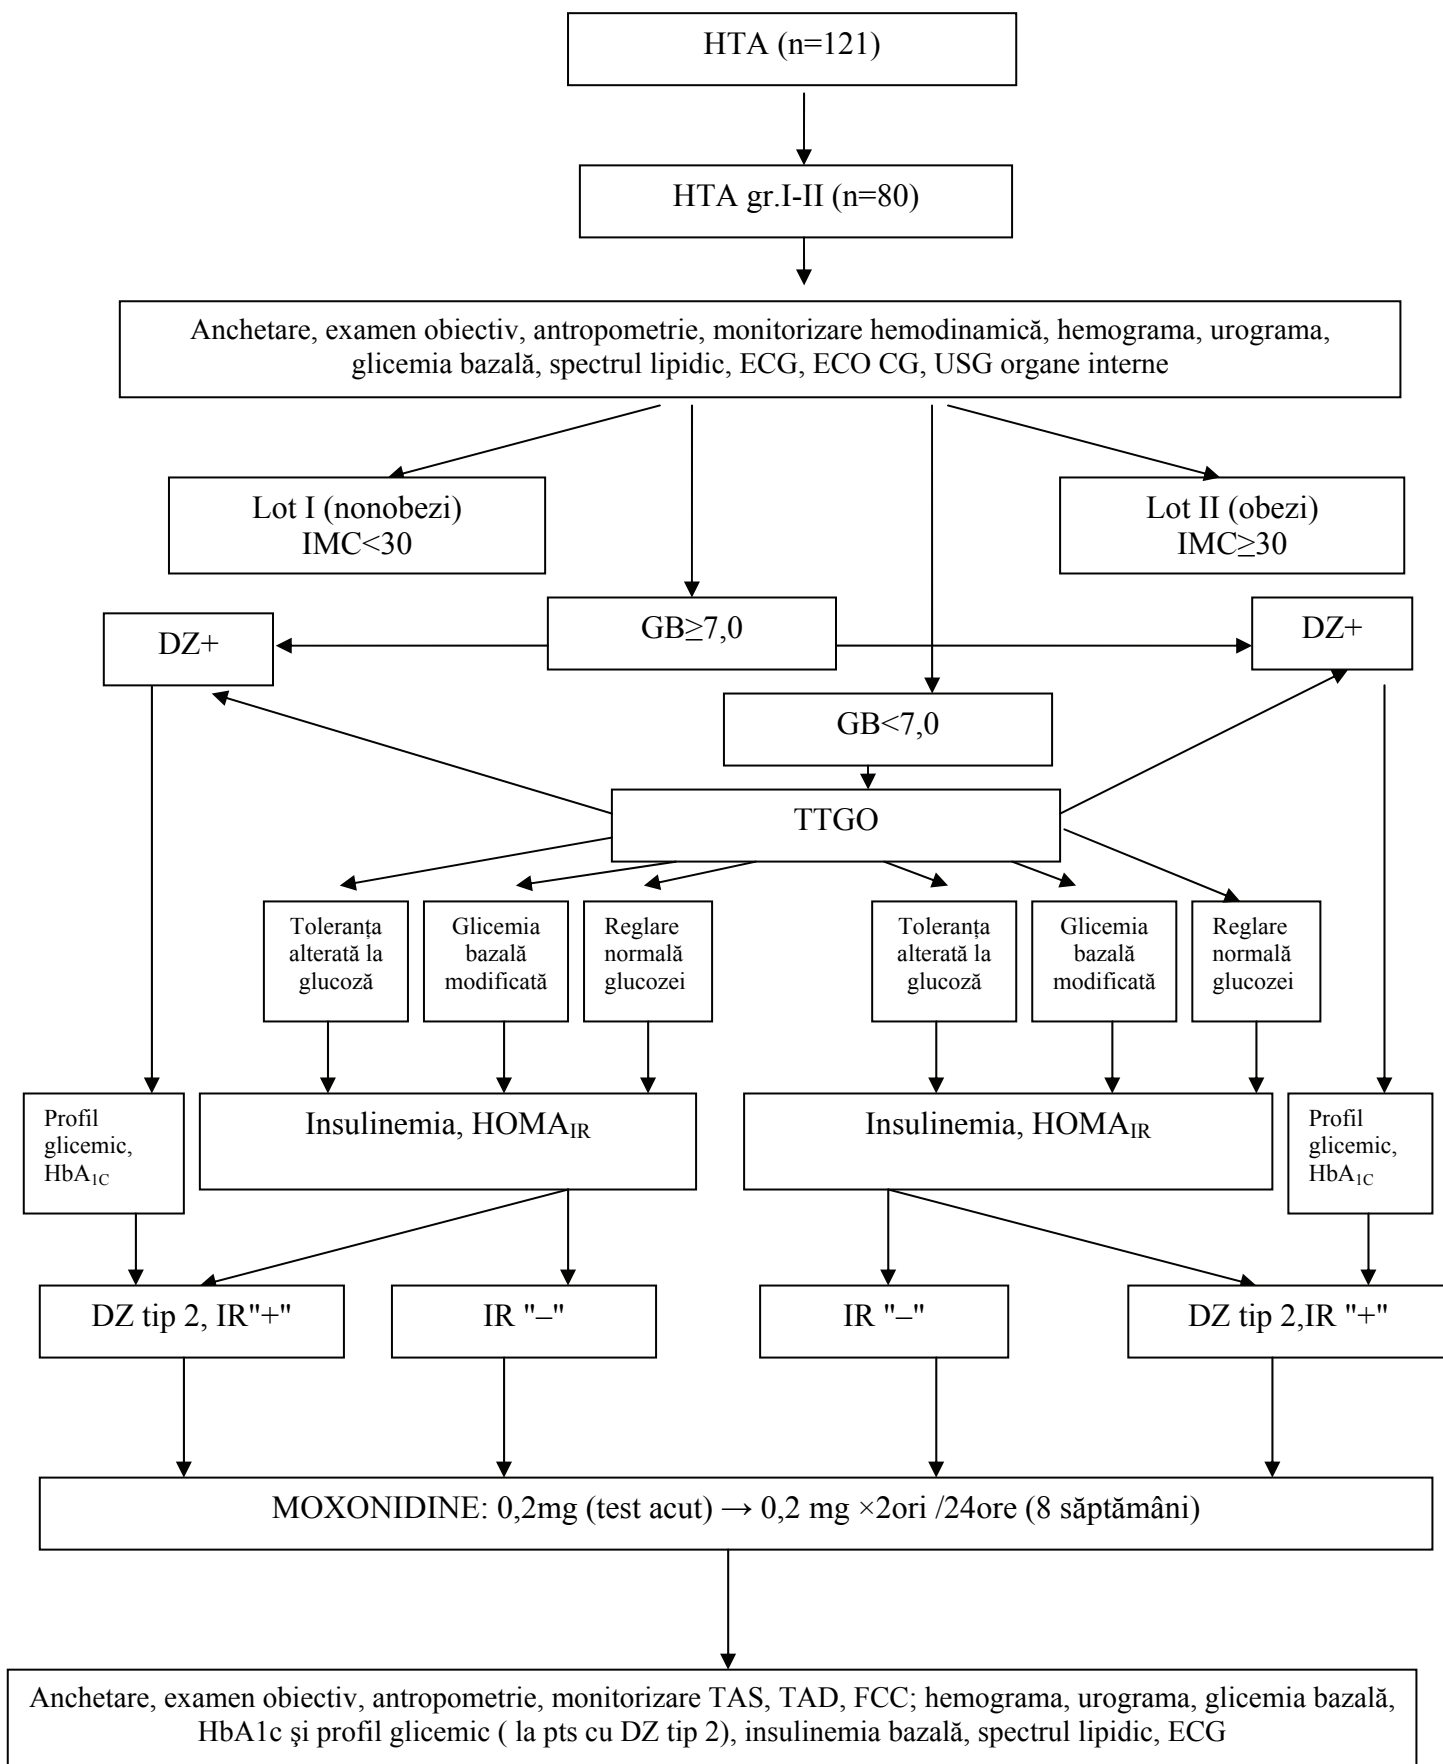 HTA (n=121)
HTA gr.I-II (n=80)
Anchetare, examen obiectiv, antropometrie, monitorizare hemodinamică, hemograma, urograma,
glicemia bazală, spectrul lipidic, ECG, ECO CG, USG organe interne
Lot I (nonobezi)
IMC<30
Lot II (obezi)
IMC≥30
DZ+
GB≥7,0
DZ+
GB<7,0
TTGO
Toleranța
alterată la
glucoză
Glicemia
bazală
modificată
Reglare
normală
glucozei
Toleranța
alterată la
glucoză
Glicemia
bazală
modificată
Reglare
normală
glucozei
Profil
glicemic,
HbA1C
Insulinemia, HOMAIR
Insulinemia, HOMAIR
Profil
glicemic,
HbA1C
DZ tip 2, IR"+"
IR "–"
IR "–"
DZ tip 2,IR "+"
MOXONIDINE: 0,2mg (test acut) → 0,2 mg ×2ori /24ore (8 săptămâni)
Anchetare, examen obiectiv, antropometrie, monitorizare TAS, TAD, FCC; hemograma, urograma, glicemia bazală,
HbA1c şi profil glicemic ( la pts cu DZ tip 2), insulinemia bazală, spectrul lipidic, ECG